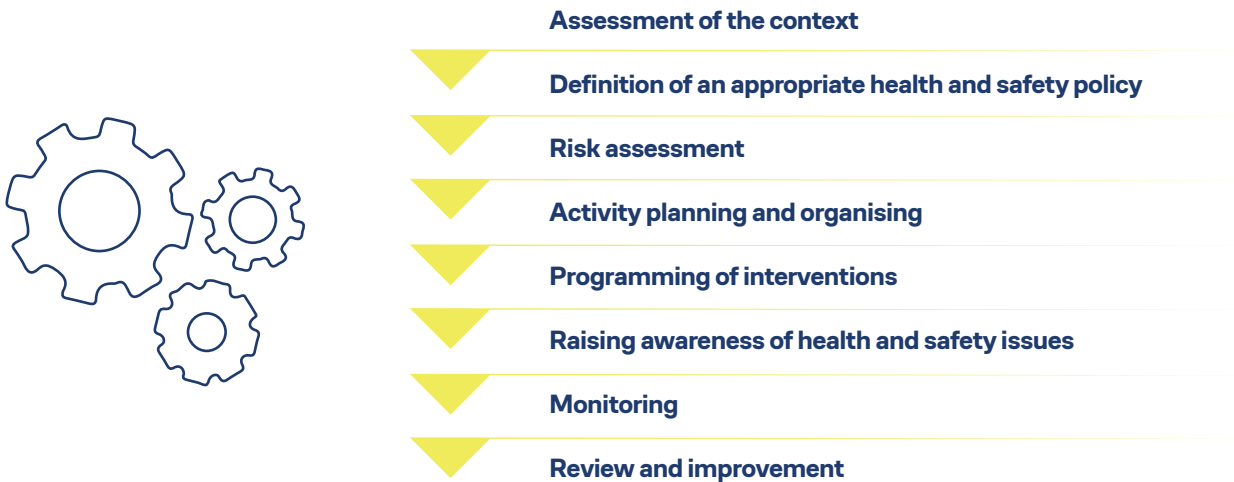 Assessment of the context
Definition of an appropriate health and safety policy
Risk assessment
Activity planning and organising
Programming of interventions
Raising awareness of health and safety issues
Monitoring
Review and improvement